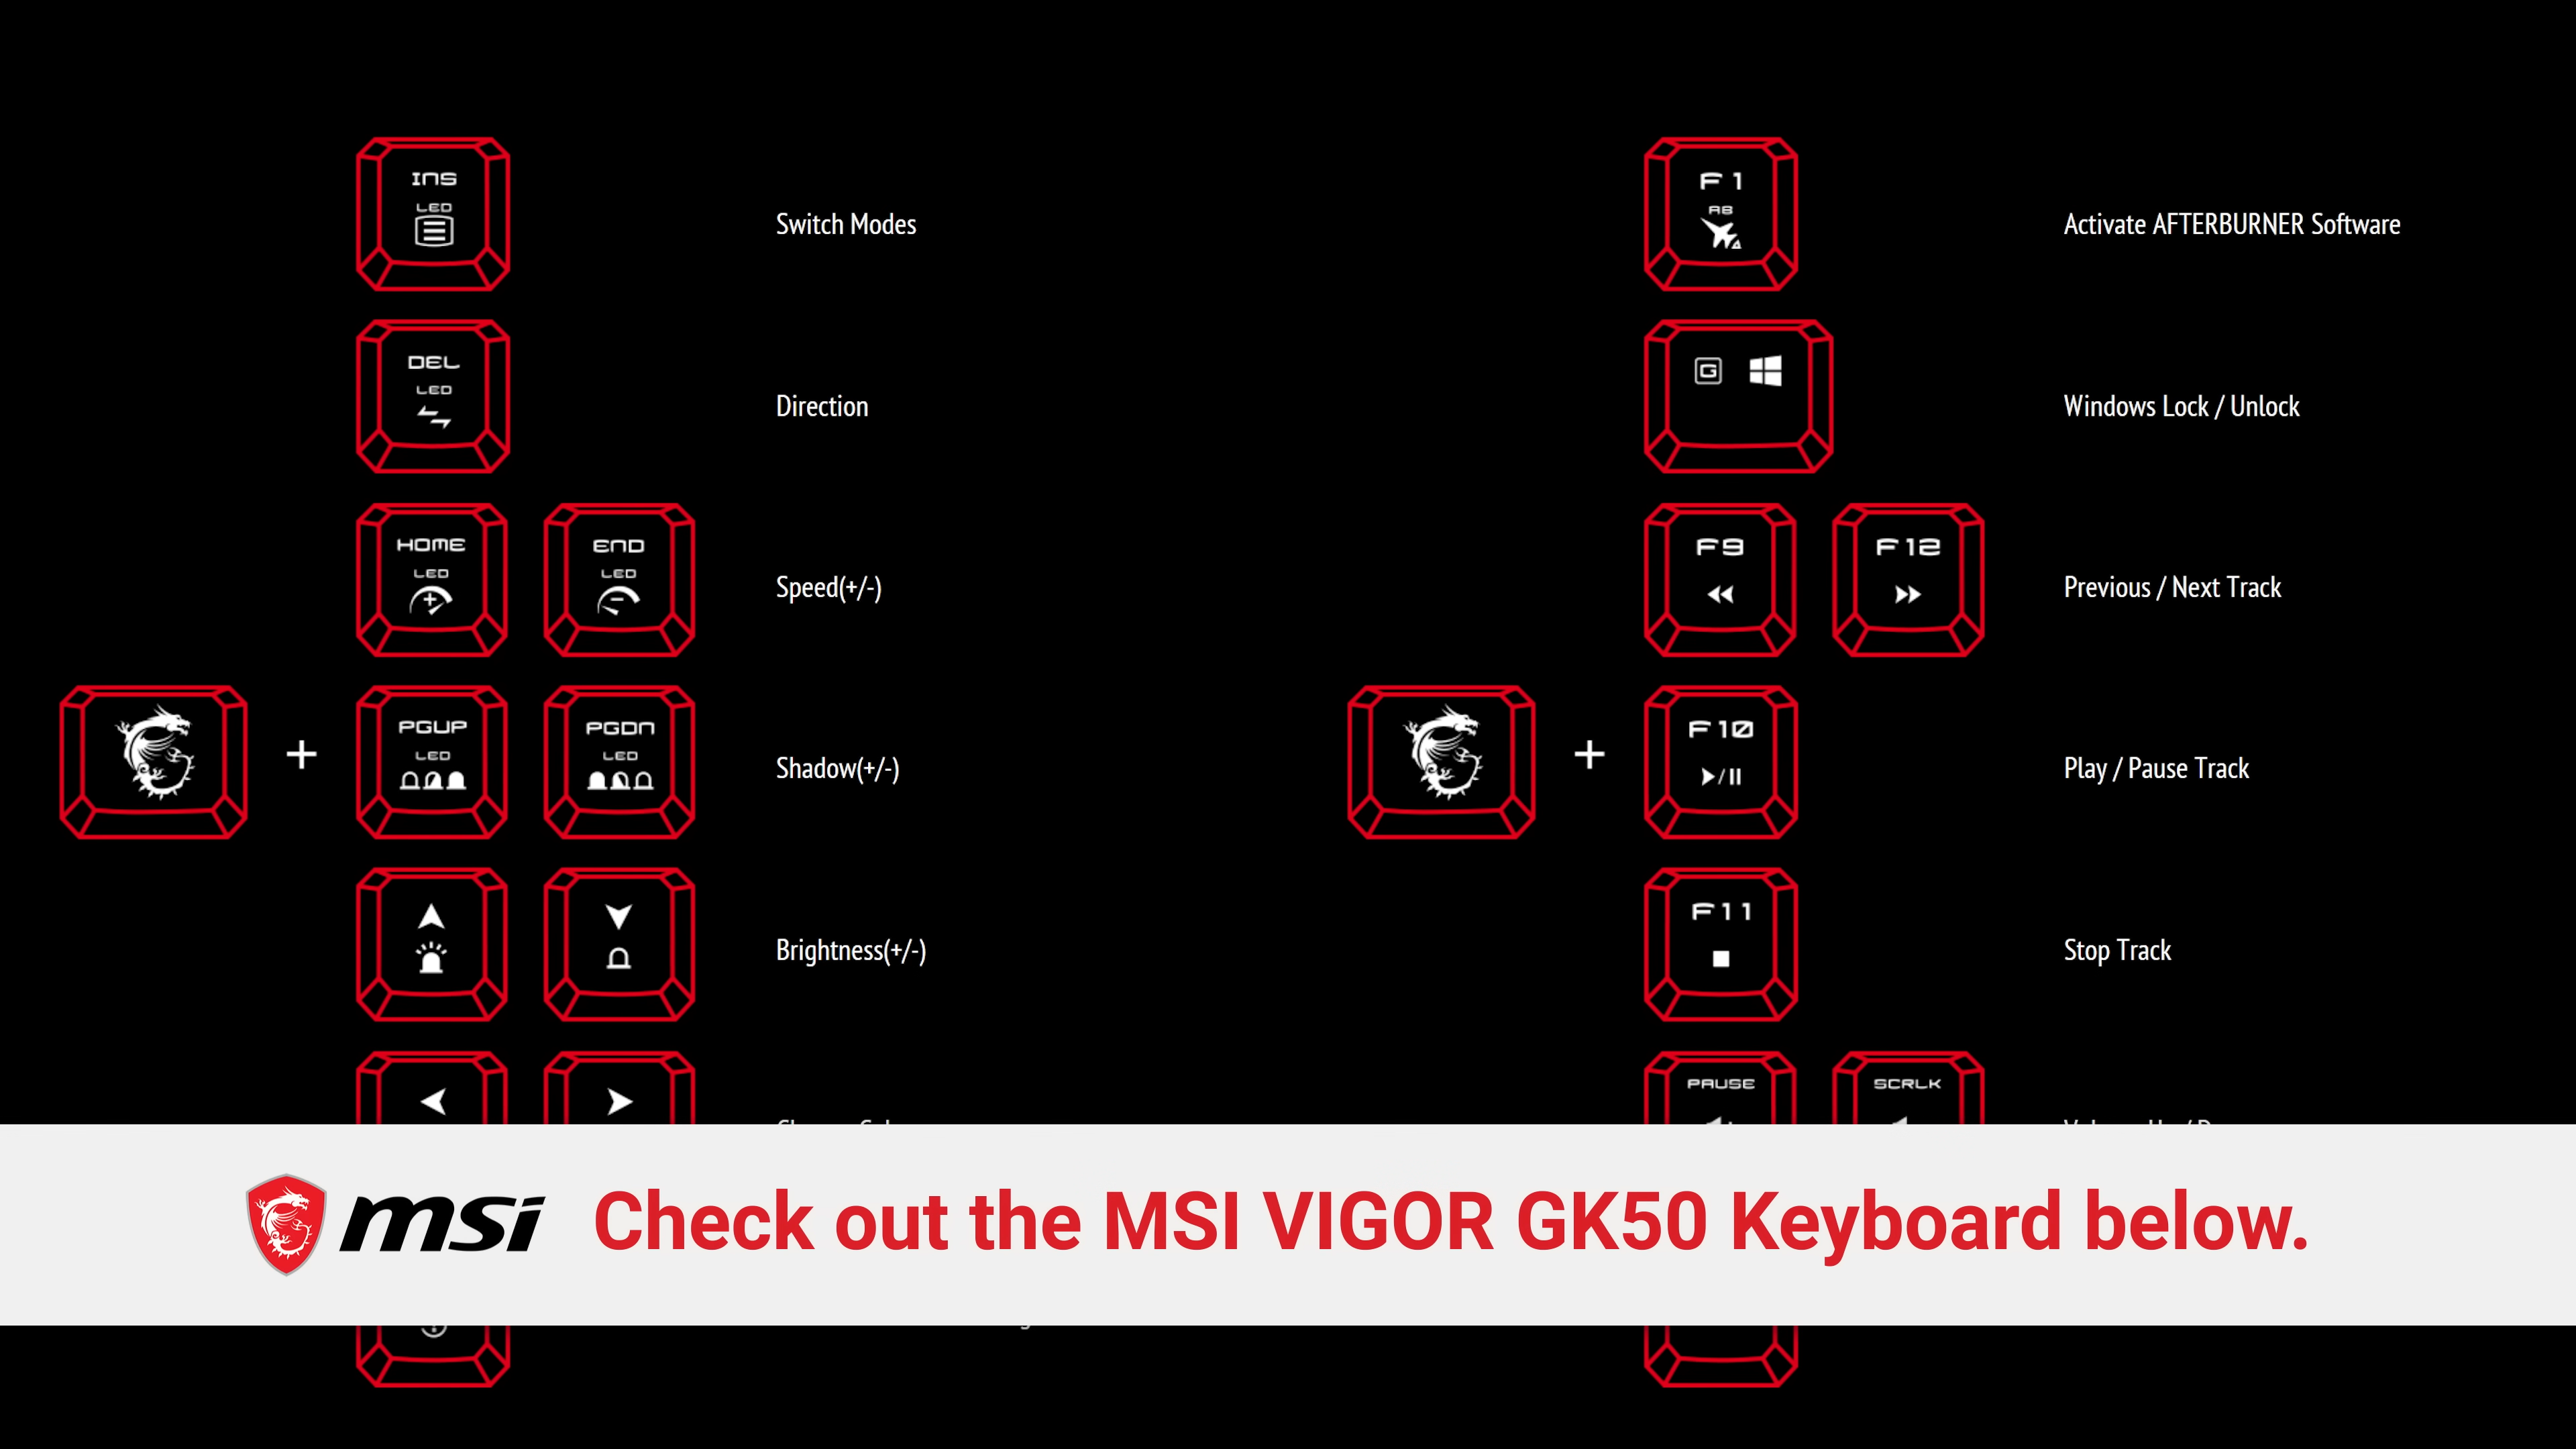 INS
LED
Switch Modes
DEL
LED
Direction
HOME
LED
END
LED
Speed(+/-)
+
PGUP
LED
PGDN
LED
Shadow(+/-)
Brightness(+/-)
F1
AB
Activate AFTERBURNER Software
G
Windows Lock / Unlock
F9
F12
Previous / Next Track
+
F10
Play / Pause Track
F11
Stop Track
PAUSE
SCRLK
msi Check out the MSI VIGOR GK50 Keyboard below.